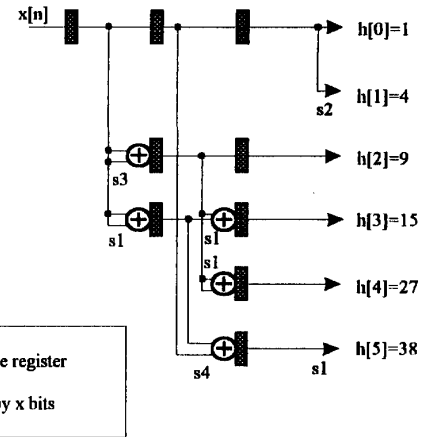 x[n]
h[0]=1
s2
h[1]=4
h[2]=9
s3
s1
s1
h[3]=15
s1
h[4]=27
s4
s1
h[5]=38
e register
y x bits